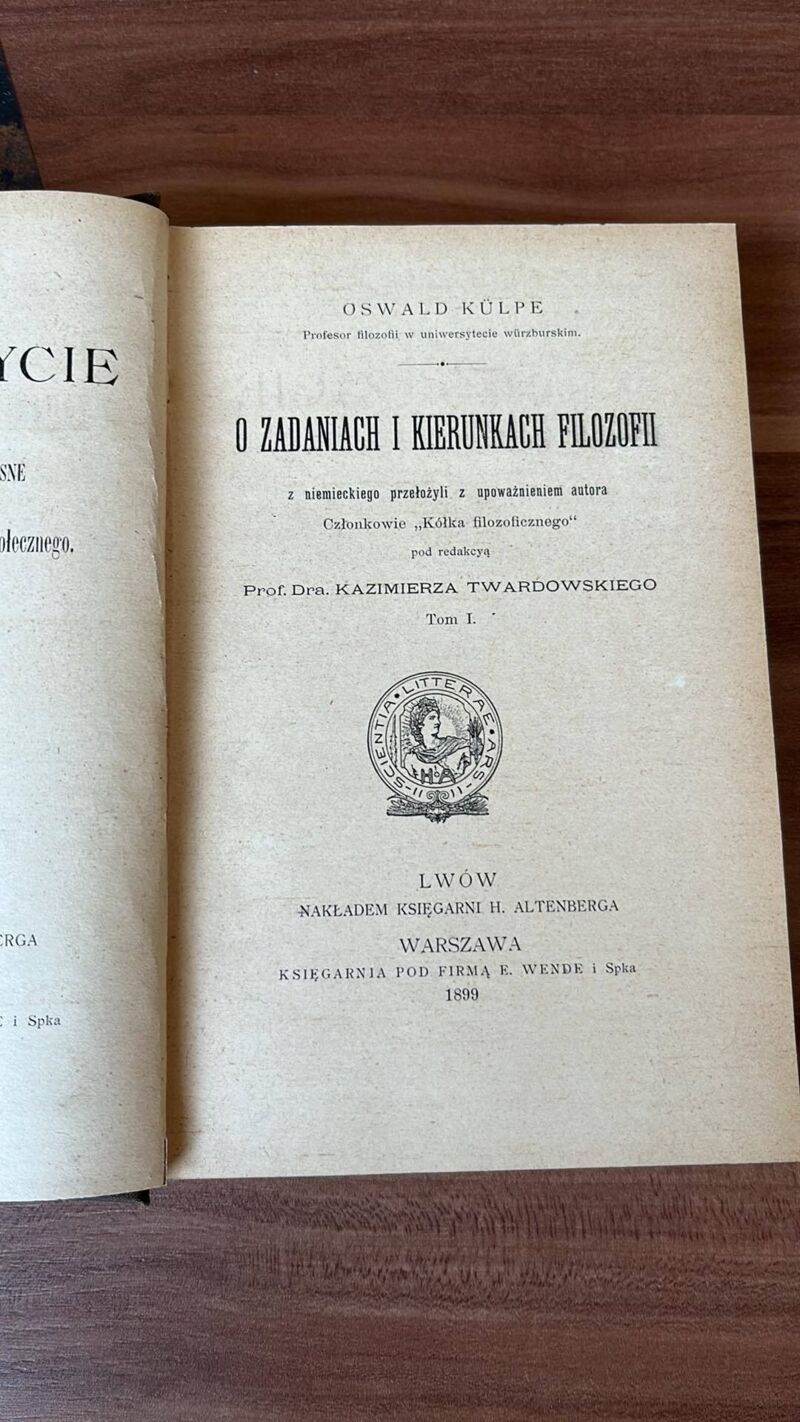 YCIE
SNE
ołecznego.
ERGA
i Spka
OSWALD KÜLPE
Profesor filozofii w uniwersytecie würzburskim.
O ZADANIACH I KIERUNKACH FILOZOFII
z niemieckiego przełożyli z upoważnieniem autora
Członkowie „Kółka filozoficznego“
pod redakcyą
Prof. Dra. KAZIMIERZA TWARDOWSKIEGO
Tom I.
SCIENTIA • LITTERAE • ARS
HA
LWÓW
NAKŁADEM KSIĘGARNI H. ALTENBERGA
WARSZAWA
KSIĘGARNIA POD FIRMĄ E. WENDE i Spka
1899